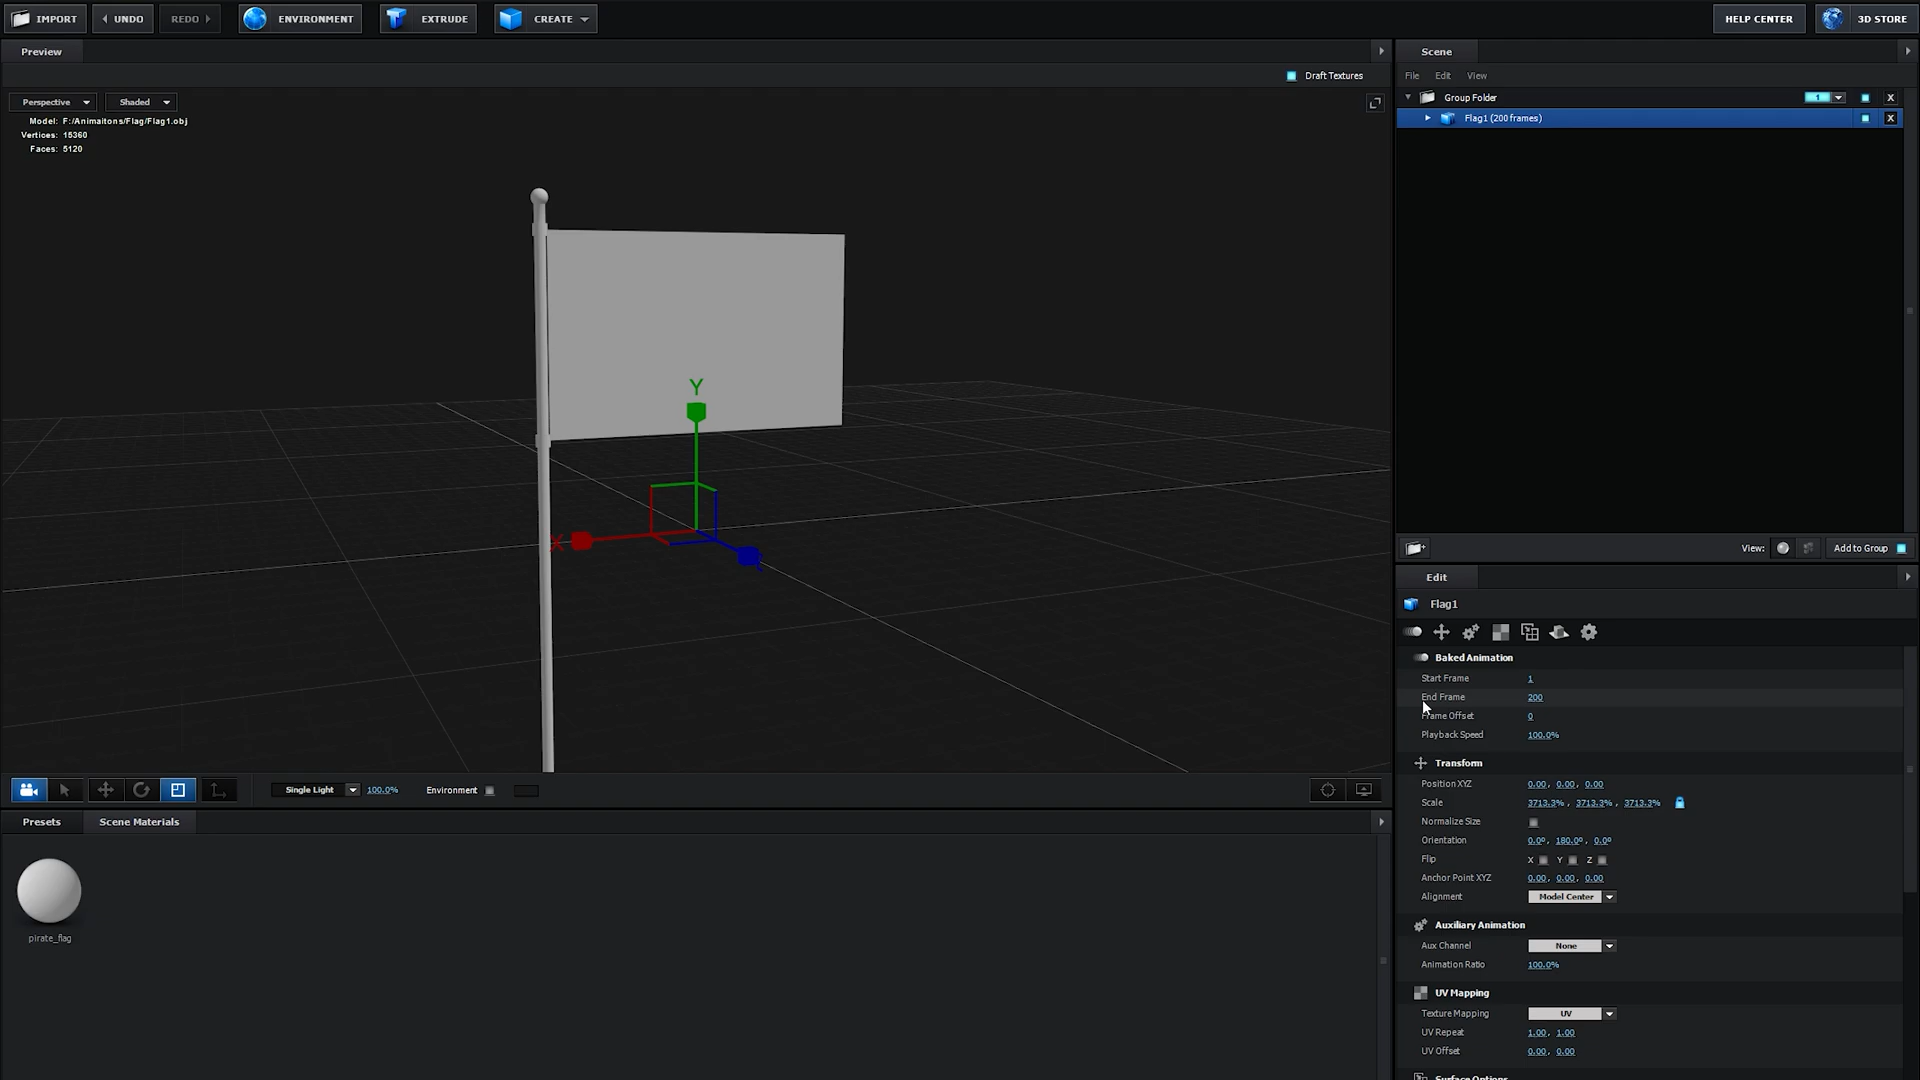 IMPORT
UNDO
REDO
ENVIRONMENT
EXTRUDE
CREATE
HELP CENTER
3D STORE
Preview
Draft Textures
Perspective
Shaded
Model: F:/Animaitons/Flag/Flag1.obj
Vertices: 15360
Faces: 5120
Y
X
Single Light
100.0%
Environment
Presets
Scene Materials
pirate_flag
Scene
File Edit View
Group Folder
1
X
Flag1 (200 frames)
X
View:
Add to Group
Edit
Flag1
Baked Animation
Start Frame 1
End Frame 200
Frame Offset 0
Playback Speed 100.0%
Transform
Position XYZ 0.00, 0.00, 0.00
Scale 3713.3%, 3713.3%, 3713.3%
Normalize Size
Orientation 0.0°, 180.0°, 0.0°
Flip X Y Z
Anchor Point XYZ 0.00, 0.00, 0.00
Alignment Model Center
Auxiliary Animation
Aux Channel None
Animation Ratio 100.0%
UV Mapping
Texture Mapping UV
UV Repeat 1.00, 1.00
UV Offset 0.00, 0.00
Surface Options